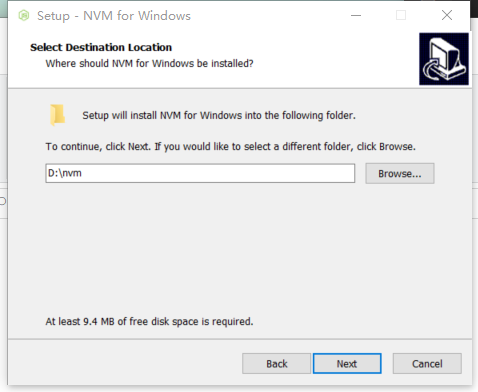 Setup - NVM for Windows
Select Destination Location
Where should NVM for Windows be installed?
Setup will install NVM for Windows into the following folder.
To continue, click Next. If you would like to select a different folder, click Browse.
D:\nvm
Browse...
At least 9.4 MB of free disk space is required.
Back
Next
Cancel